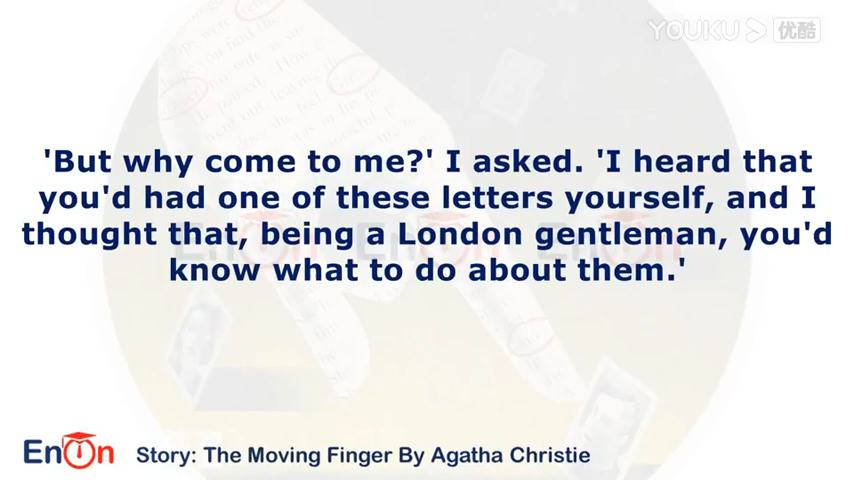 YOUKU 优酷
'But why come to me?' I asked. 'I heard that
you'd had one of these letters yourself, and I
thought that, being a London gentleman, you'd
know what to do about them.'
EnOn
Story: The Moving Finger By Agatha Christie